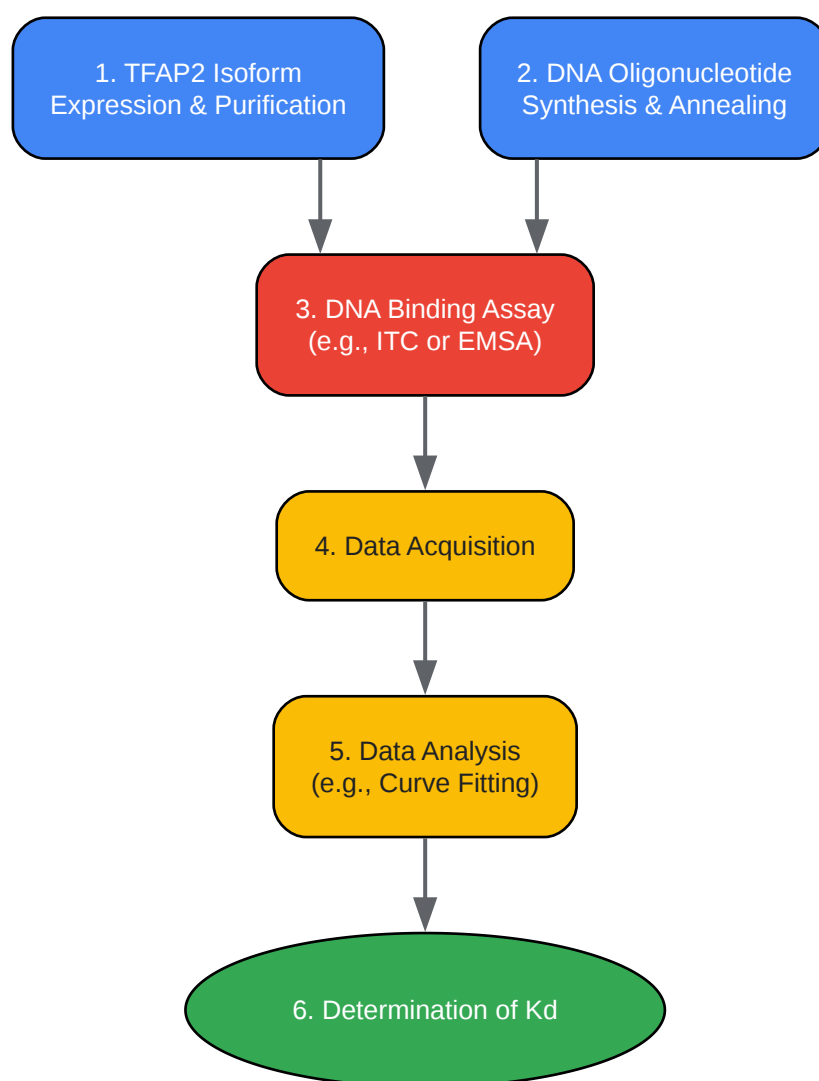 1. TFAP2 Isoform
Expression & Purification
2. DNA Oligonucleotide
Synthesis & Annealing
3. DNA Binding Assay
(e.g., ITC or EMSA)
4. Data Acquisition
5. Data Analysis
(e.g., Curve Fitting)
6. Determination of Kd